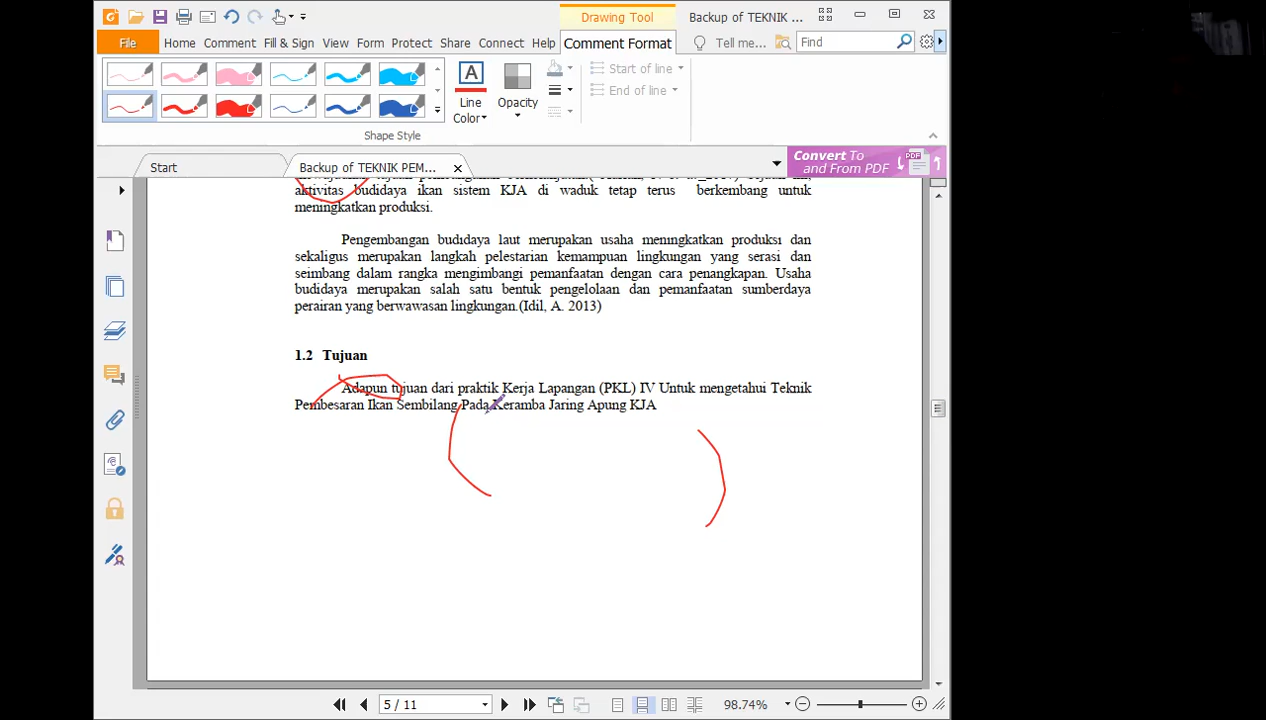 Drawing Tool
Backup of TEKNIK ...
File
Home
Comment
Fill & Sign
View
Form
Protect
Share
Connect
Help
Comment Format
Tell me...
Find
Line
Color
Opacity
Start of line
End of line
Shape Style
Start
Backup of TEKNIK PEM...
Convert To
and From PDF
PDF
aktivitas budidaya ikan sistem KJA di waduk tetap terus berkembang untuk
meningkatkan produksi.
Pengembangan budidaya laut merupakan usaha meningkatkan produksi dan
sekaligus merupakan langkah pelestarian kemampuan lingkungan yang serasi dan
seimbang dalam rangka mengimbangi pemanfaatan dengan cara penangkapan. Usaha
budidaya merupakan salah satu bentuk pengelolaan dan pemanfaatan sumberdaya
perairan yang berwawasan lingkungan.(Idil, A. 2013)
1.2 Tujuan
Adapun tujuan dari praktik Kerja Lapangan (PKL) IV Untuk mengetahui Teknik
Pembesaran Ikan Sembilang Pada Keramba Jaring Apung KJA
5 / 11
98.74%